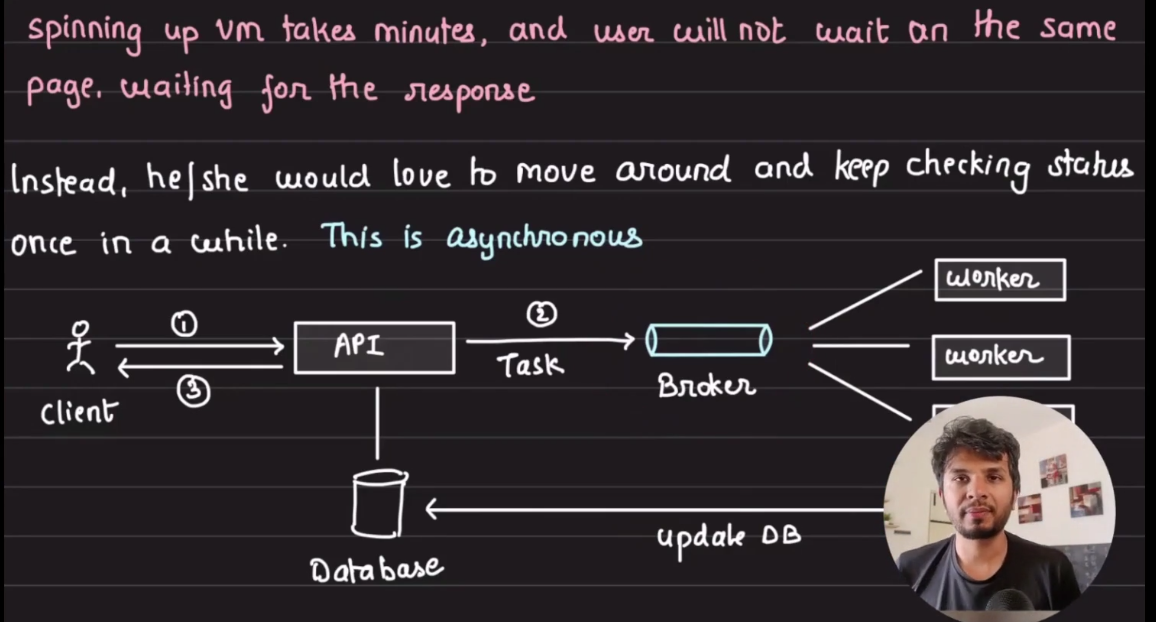 spinning up vm takes minutes, and user will not wait on the same
page. waiting for the response
Instead, he/she would love to move around and keep checking status
once in a while. This is asynchronous
worker
①
②
API
Task
worker
③
Client
Broker
update DB
Database